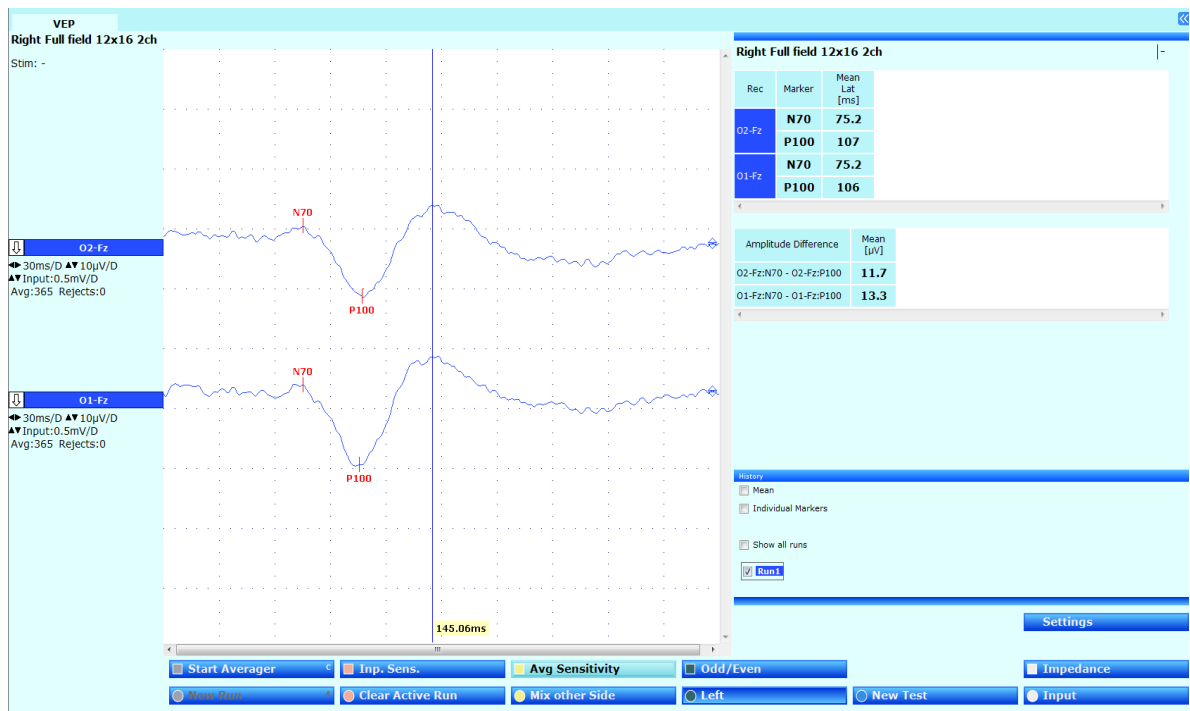 VEP
Right Full field 12x16 2ch
Stim: -
O2-Fz
30ms/D 10µV/D
Input:0.5mV/D
Avg:365 Rejects:0
O1-Fz
30ms/D 10µV/D
Input:0.5mV/D
Avg:365 Rejects:0
N70
P100
N70
P100
145.06ms
Right Full field 12x16 2ch
Rec Marker Mean Lat [ms]
O2-Fz N70 75.2
P100 107
O1-Fz N70 75.2
P100 106
Amplitude Difference Mean [µV]
O2-Fz:N70 - O2-Fz:P100 11.7
O1-Fz:N70 - O1-Fz:P100 13.3
History
Mean
Individual Markers
Show all runs
Run1
Settings
Start Averager C Inp. Sens. Avg Sensitivity Odd/Even Impedance
New Run Clear Active Run Mix other Side Left New Test Input